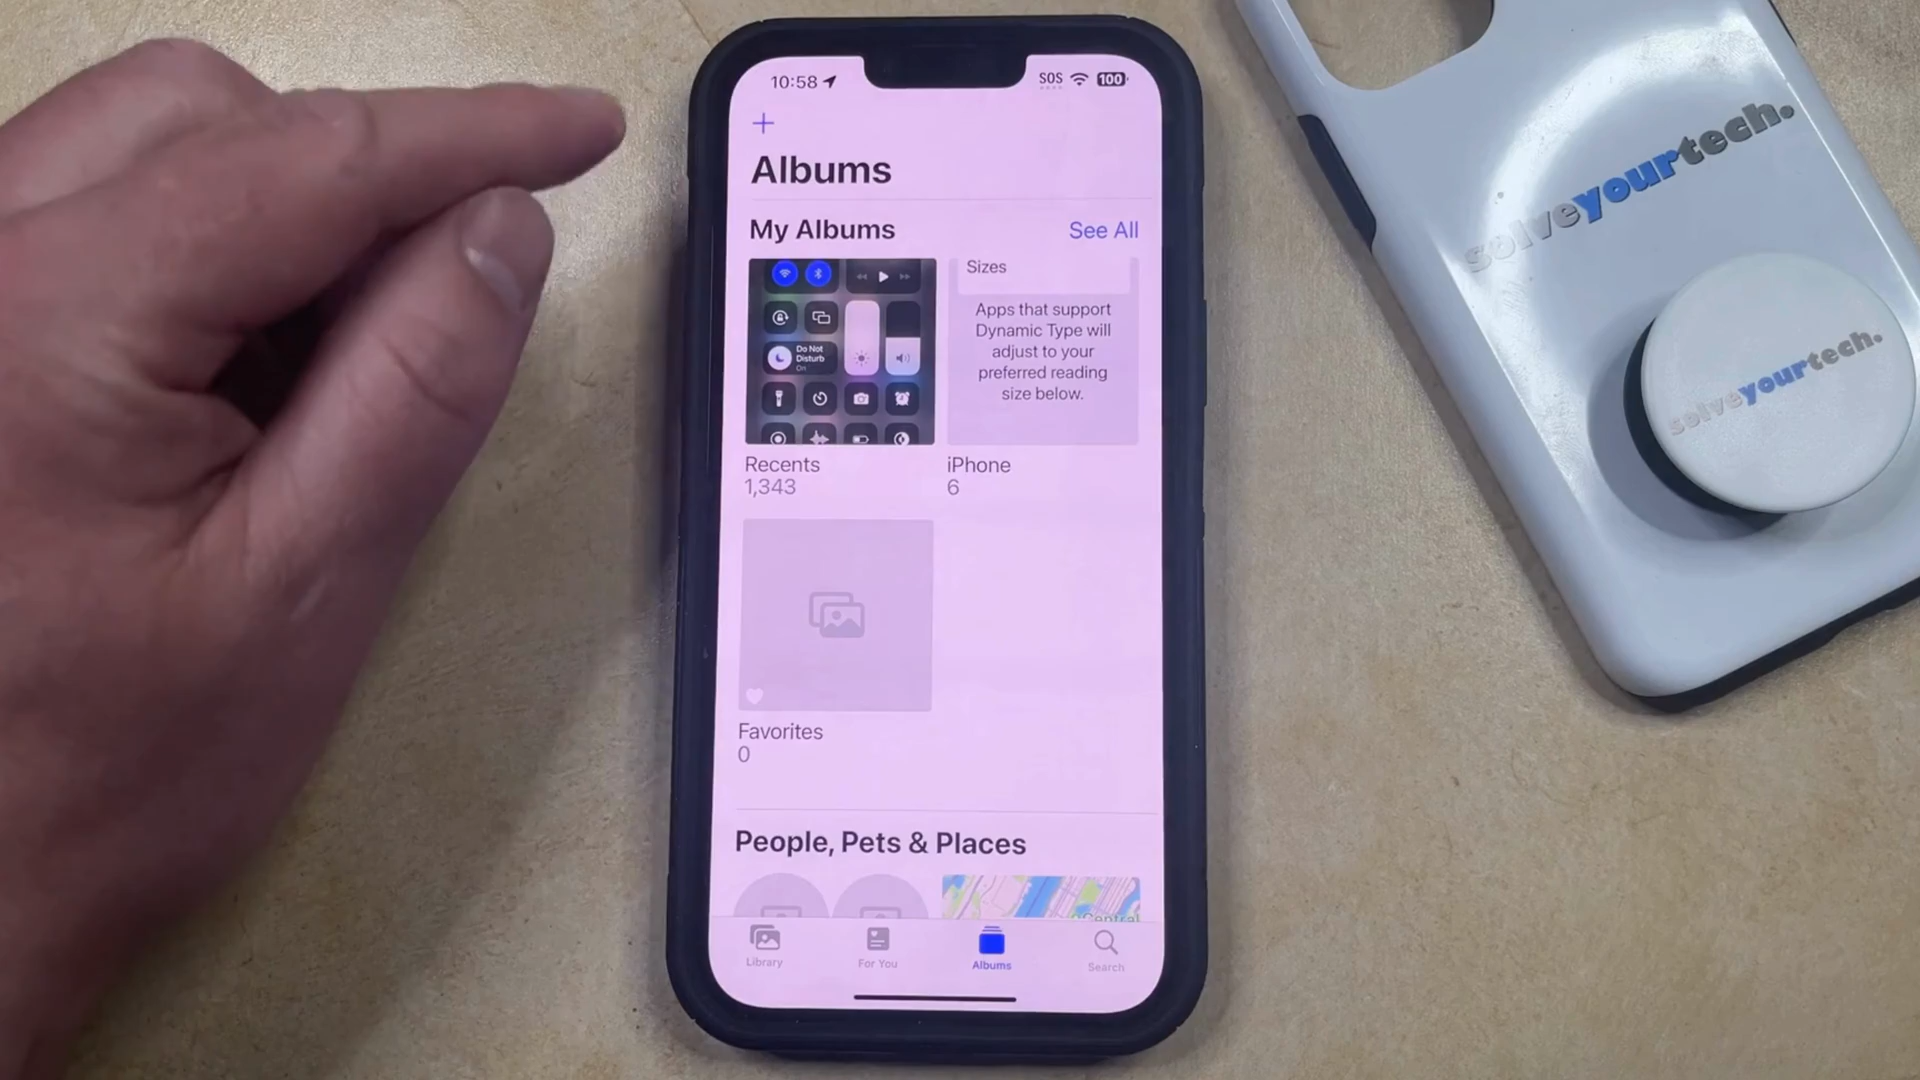 10:58
SOS
100
Albums
My Albums
See All
Do Not
Disturb
On
Sizes
Apps that support
Dynamic Type will
adjust to your
preferred reading
size below.
Recents
1,343
iPhone
6
Favorites
0
People, Pets & Places
Central
Library
For You
Albums
Search
solveyourtech.
solveyourtech.